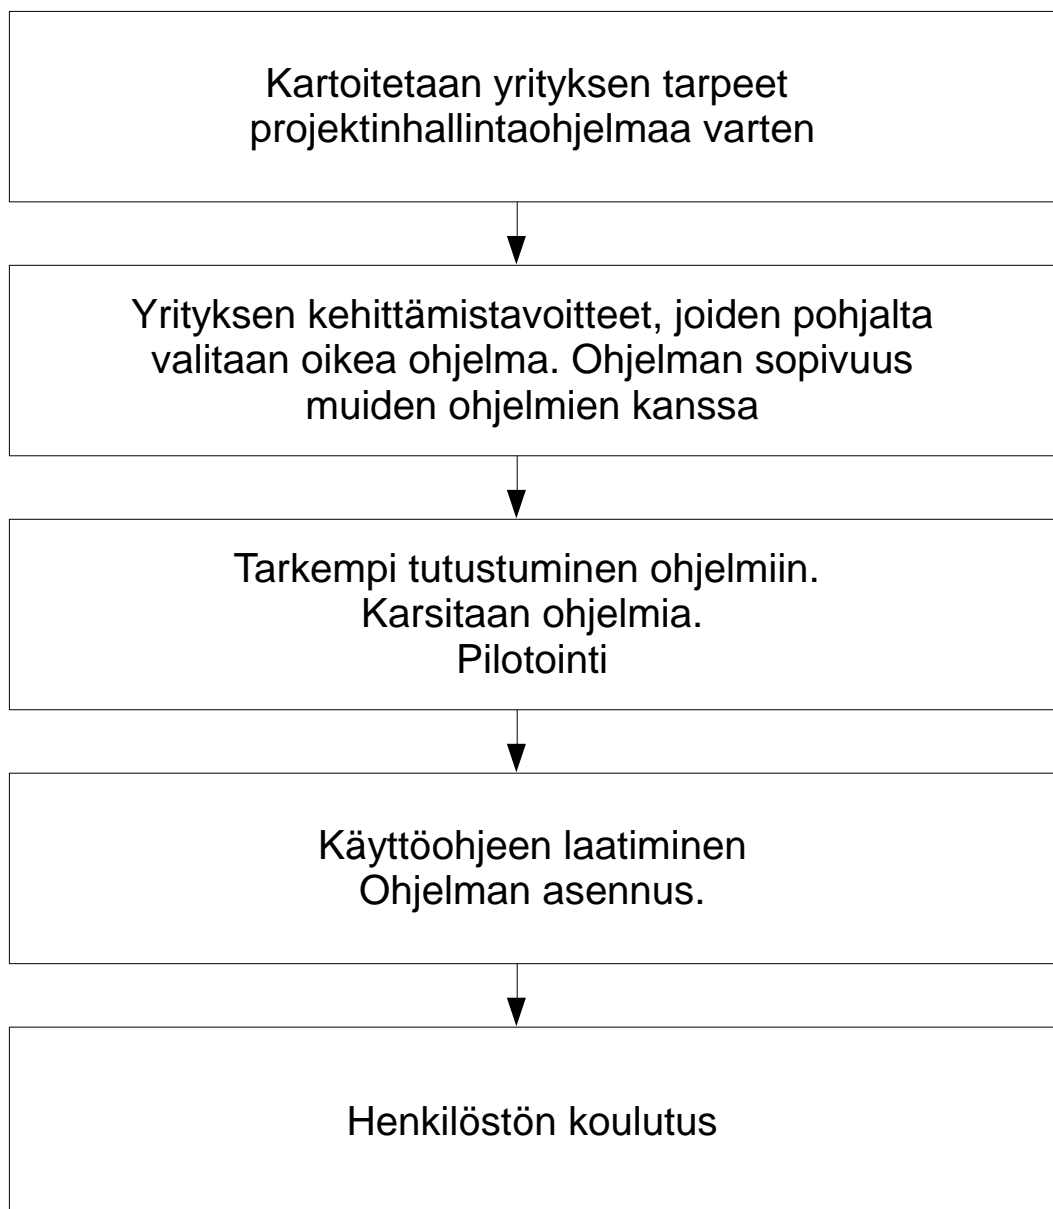 Kartoitetaan yrityksen tarpeet
projektinhallintaohjelmaa varten
Yrityksen kehittämistavoitteet, joiden pohjalta
valitaan oikea ohjelma. Ohjelman sopivuus
muiden ohjelmien kanssa
Tarkempi tutustuminen ohjelmiin.
Karsitaan ohjelmia.
Pilotointi
Käyttöohjeen laatiminen
Ohjelman asennus.
Henkilöstön koulutus